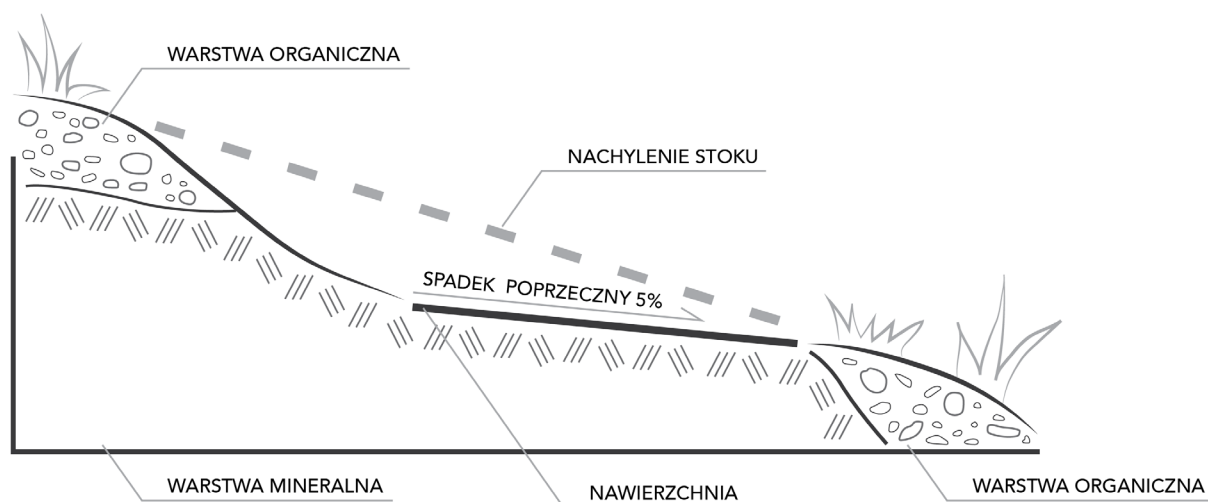 WARSTWA ORGANICZNA
NACHYLENIE STOKU
SPADEK POPRZECZNY 5%
WARSTWA MINERALNA
NAWIERZCHNIA
WARSTWA ORGANICZNA